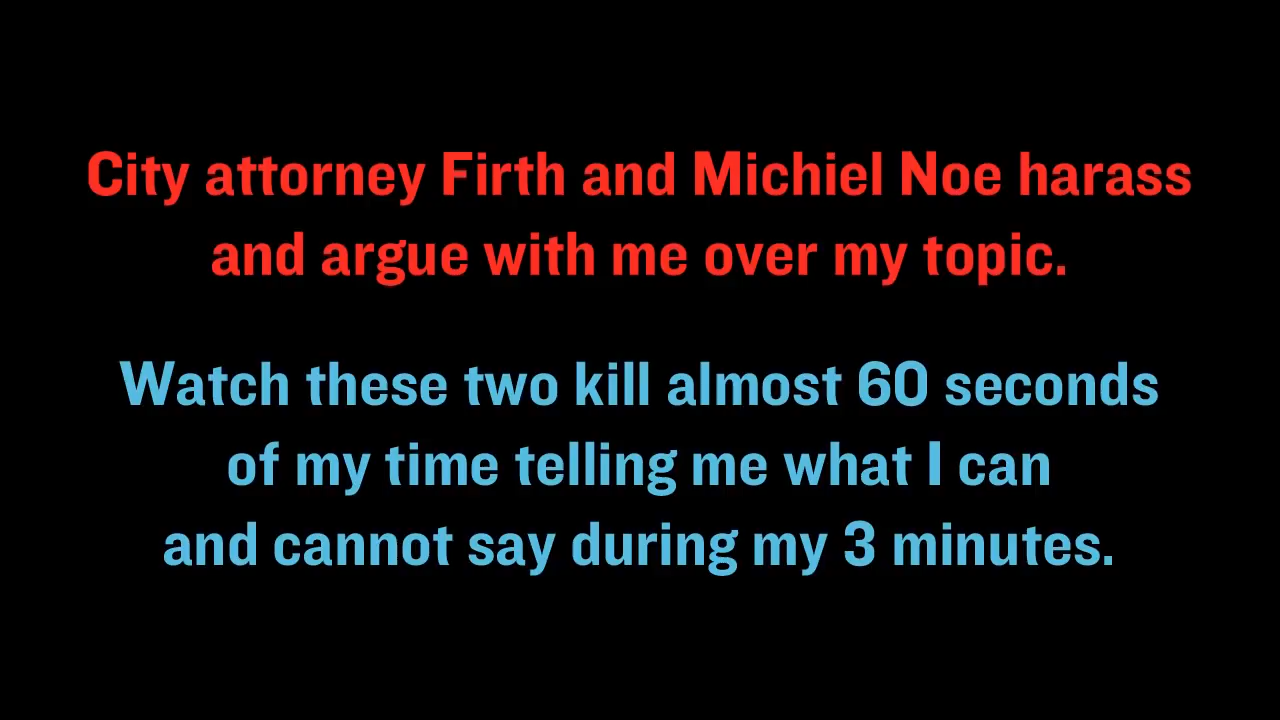 City attorney Firth and Michiel Noe harass
and argue with me over my topic.
Watch these two kill almost 60 seconds
of my time telling me what I can
and cannot say during my 3 minutes.